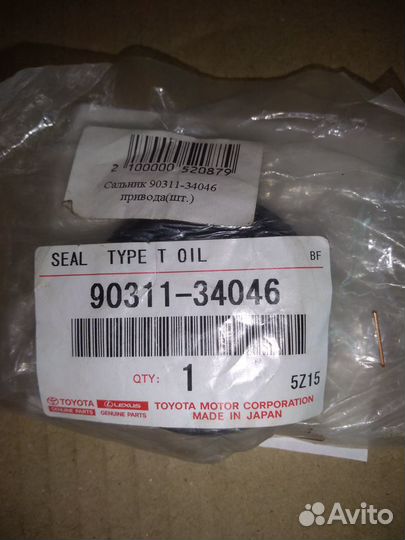 2 100000 520879
Сальник 90311-34046
привода(шт.)
SEAL TYPE T OIL BF
90311-34046
QTY: 1 5Z15
TOYOTA GENUINE PARTS LEXUS GENUINE PARTS TOYOTA MOTOR CORPORATION
MADE IN JAPAN
Avito